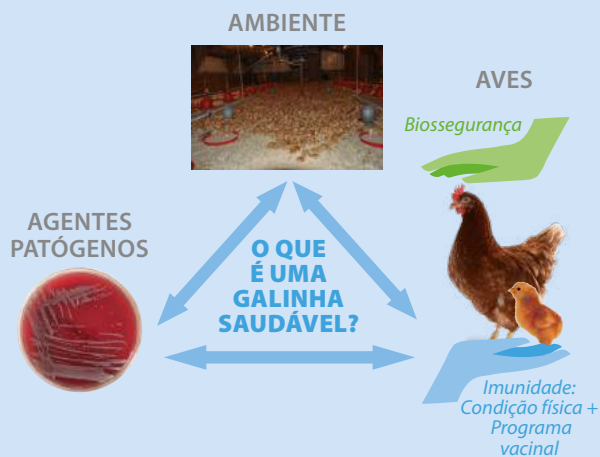 AMBIENTE
AVES
Biossegurança
AGENTES
PATÓGENOS
O QUE
É UMA
GALINHA
SAUDÁVEL?
Imunidade:
Condição física +
Programa
vacinal